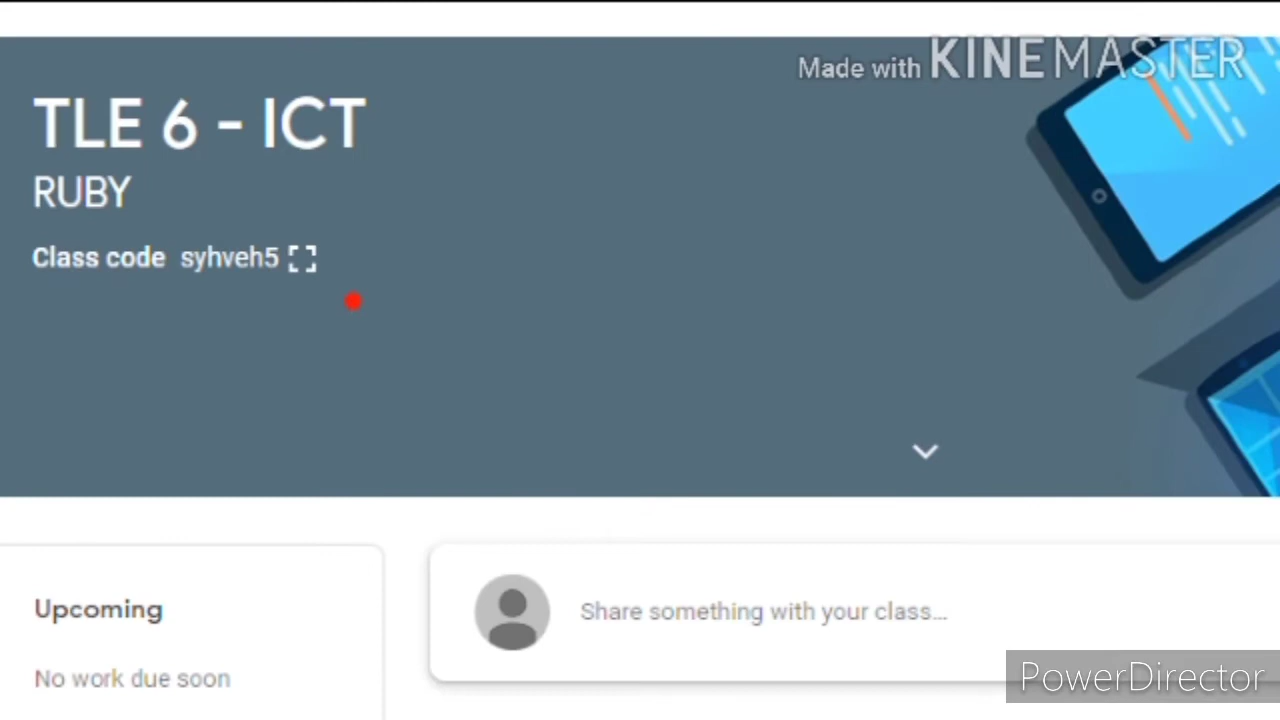 Made with KINEMASTER
TLE 6 - ICT
RUBY
Class code syhveh5
Upcoming
Share something with your class...
No work due soon
PowerDirector